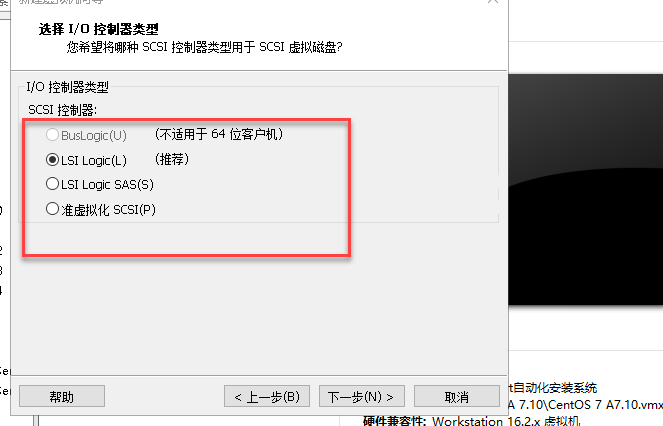 选择 I/O 控制器类型
您希望将哪种 SCSI 控制器类型用于 SCSI 虚拟磁盘?
I/O 控制器类型
SCSI 控制器:
BusLogic(U) (不适用于 64 位客户机)
LSI Logic(L) (推荐)
LSI Logic SAS(S)
准虚拟化 SCSI(P)
帮助
< 上一步(B)
下一步(N) >
取消
t自动化安装系统
A 7.10\CentOS 7 A7.10.vmx
硬件兼容性: Workstation 16.2.x 虚拟机